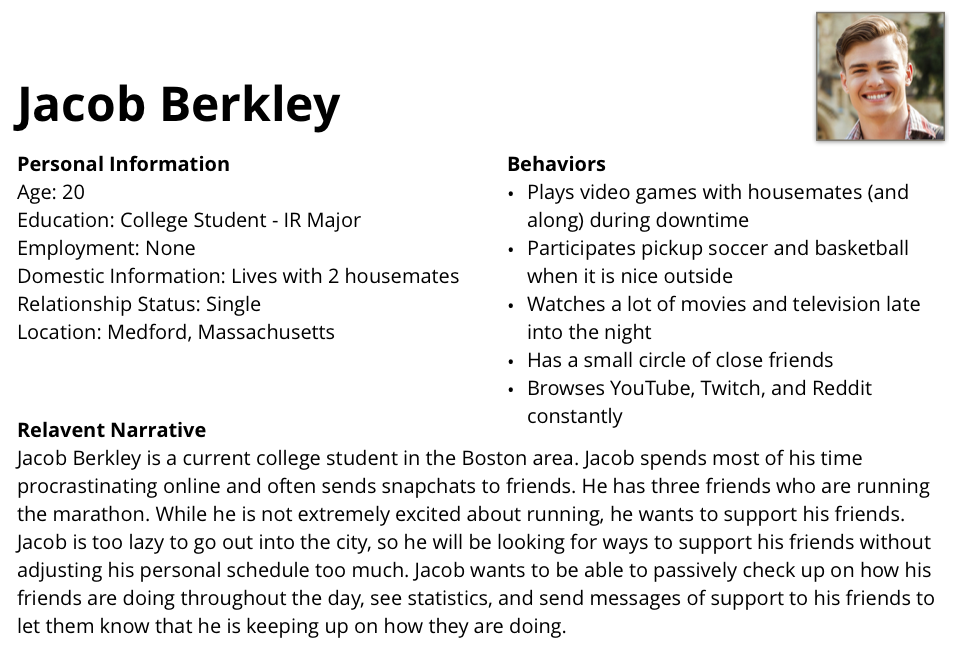 Jacob Berkley
Personal Information
Age: 20
Education: College Student - IR Major
Employment: None
Domestic Information: Lives with 2 housemates
Relationship Status: Single
Location: Medford, Massachusetts
Behaviors
• Plays video games with housemates (and
along) during downtime
• Participates pickup soccer and basketball
when it is nice outside
• Watches a lot of movies and television late
into the night
• Has a small circle of close friends
• Browses YouTube, Twitch, and Reddit
constantly
Relavent Narrative
Jacob Berkley is a current college student in the Boston area. Jacob spends most of his time
procrastinating online and often sends snapchats to friends. He has three friends who are running
the marathon. While he is not extremely excited about running, he wants to support his friends.
Jacob is too lazy to go out into the city, so he will be looking for ways to support his friends without
adjusting his personal schedule too much. Jacob wants to be able to passively check up on how his
friends are doing throughout the day, see statistics, and send messages of support to his friends to
let them know that he is keeping up on how they are doing.